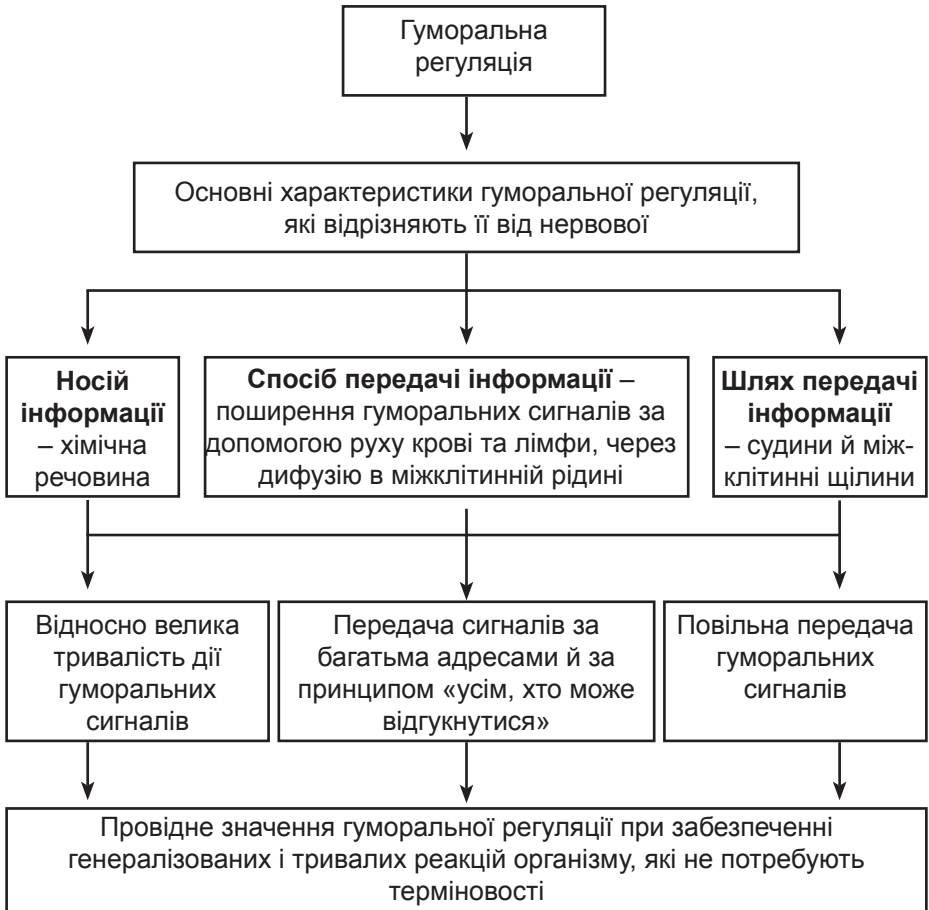 Гуморальна
регуляція
Основні характеристики гуморальної регуляції,
які відрізняють її від нервової
Носій
інформації
– хімічна
речовина
Спосіб передачі інформації –
поширення гуморальних сигналів за
допомогою руху крові та лімфи, через
дифузію в міжклітинній рідині
Шлях передачі
інформації
– судини й між-
клітинні щілини
Відносно велика
тривалість дії
гуморальних
сигналів
Передача сигналів за
багатьма адресами й за
принципом «усім, хто може
відгукнутися»
Повільна передача
гуморальних
сигналів
Провідне значення гуморальної регуляції при забезпеченні
генералізованих і тривалих реакцій організму, які не потребують
терміновості